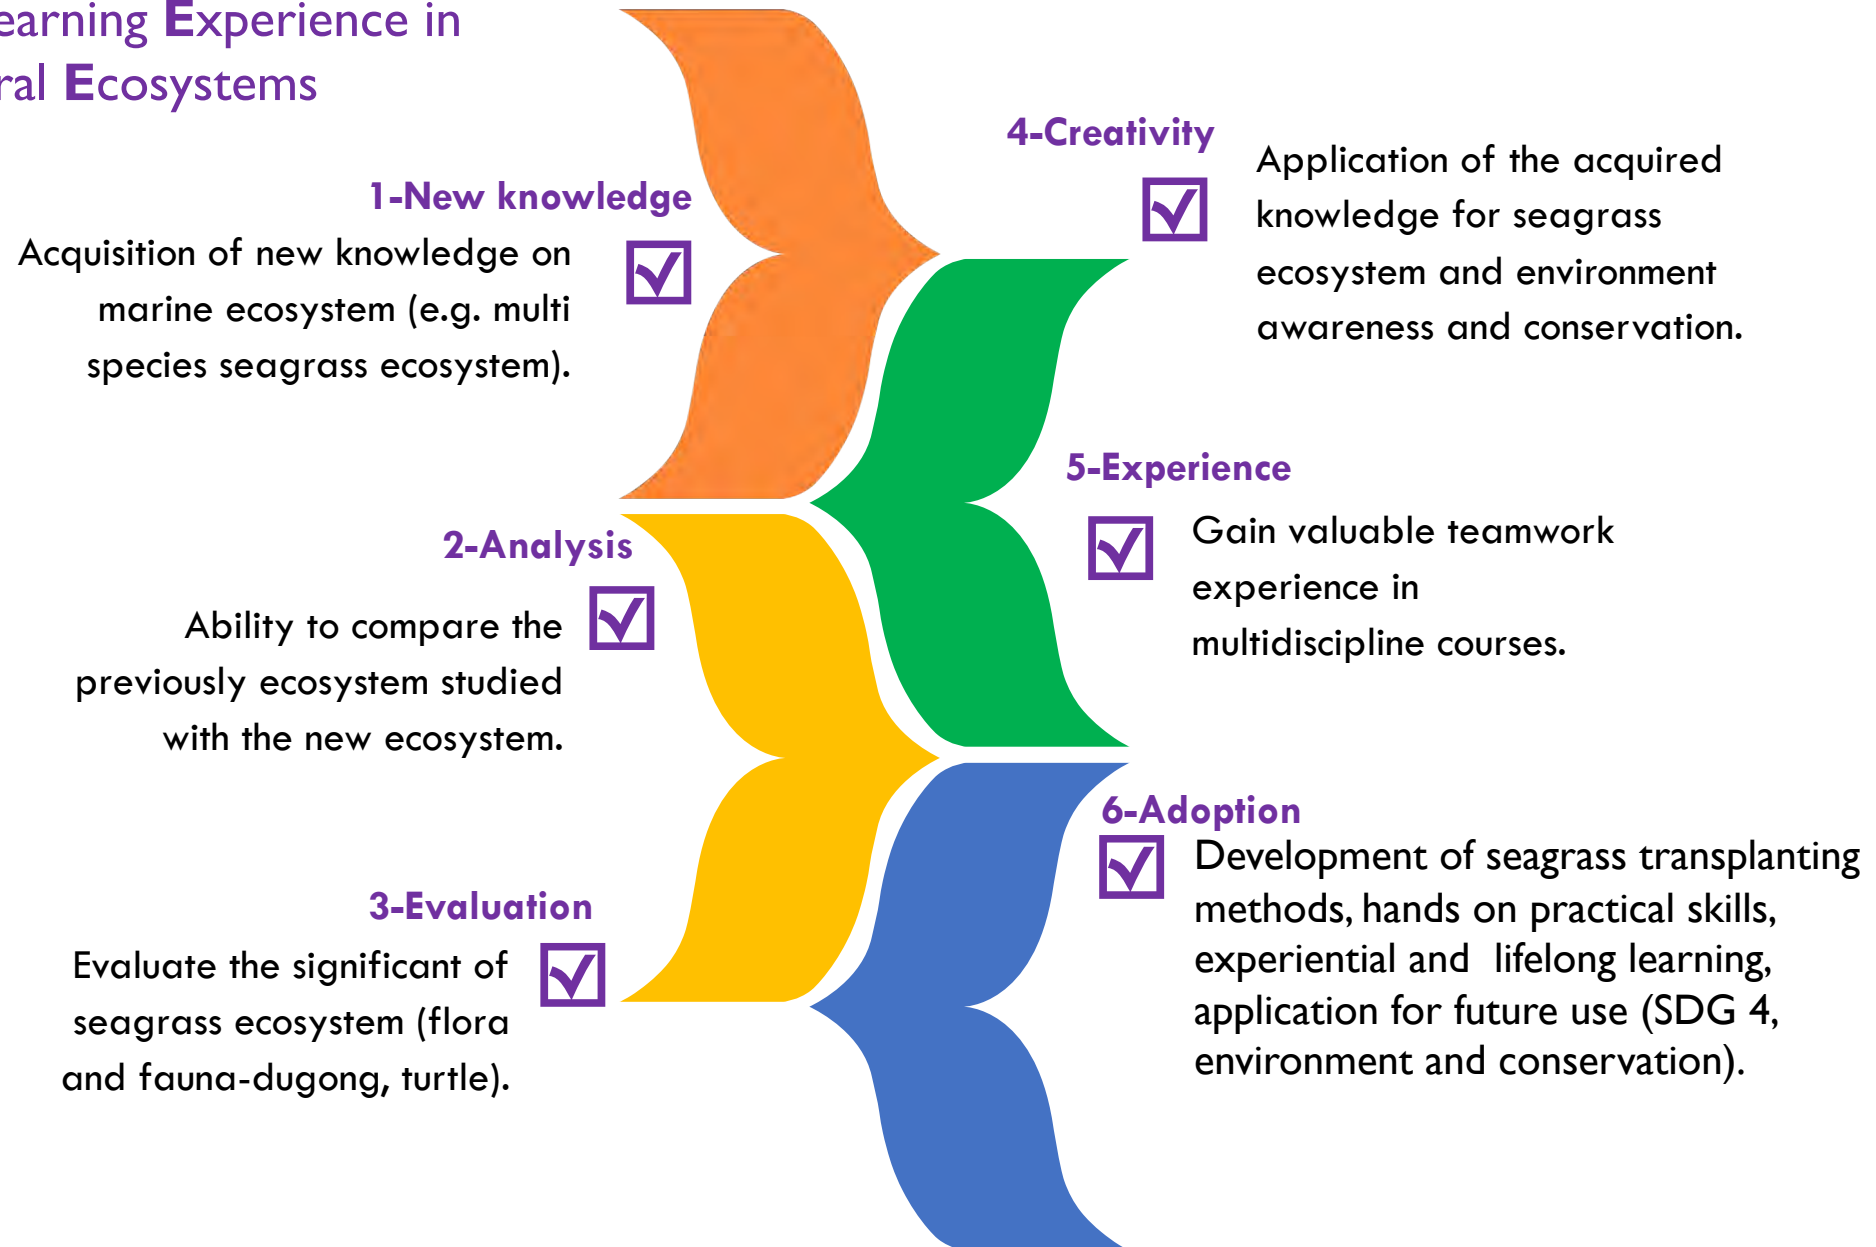 earning Experience in
ral Ecosystems
1-New knowledge
Acquisition of new knowledge on
marine ecosystem (e.g. multi
species seagrass ecosystem).
2-Analysis
Ability to compare the
previously ecosystem studied
with the new ecosystem.
3-Evaluation
Evaluate the significant of
seagrass ecosystem (flora
and fauna-dugong, turtle).
4-Creativity
Application of the acquired
knowledge for seagrass
ecosystem and environment
awareness and conservation.
5-Experience
Gain valuable teamwork
experience in
multidiscipline courses.
6-Adoption
Development of seagrass transplanting
methods, hands on practical skills,
experiential and lifelong learning,
application for future use (SDG 4,
environment and conservation).